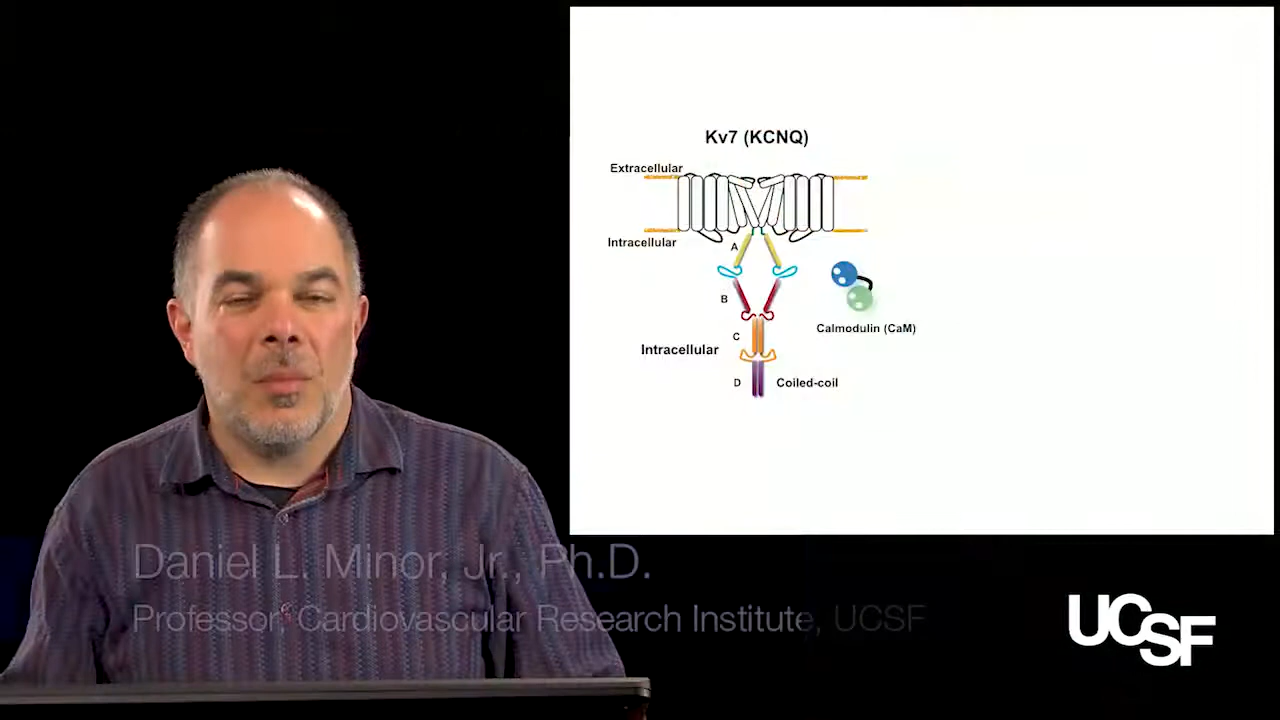 Kv7 (KCNQ)
Extracellular
Intracellular
A
B
Calmodulin (CaM)
C
Intracellular
D
Coiled-coil
Daniel L. Minor, Jr., Ph.D.
Professor, Cardiovascular Research Institute, UCSF
UCSF